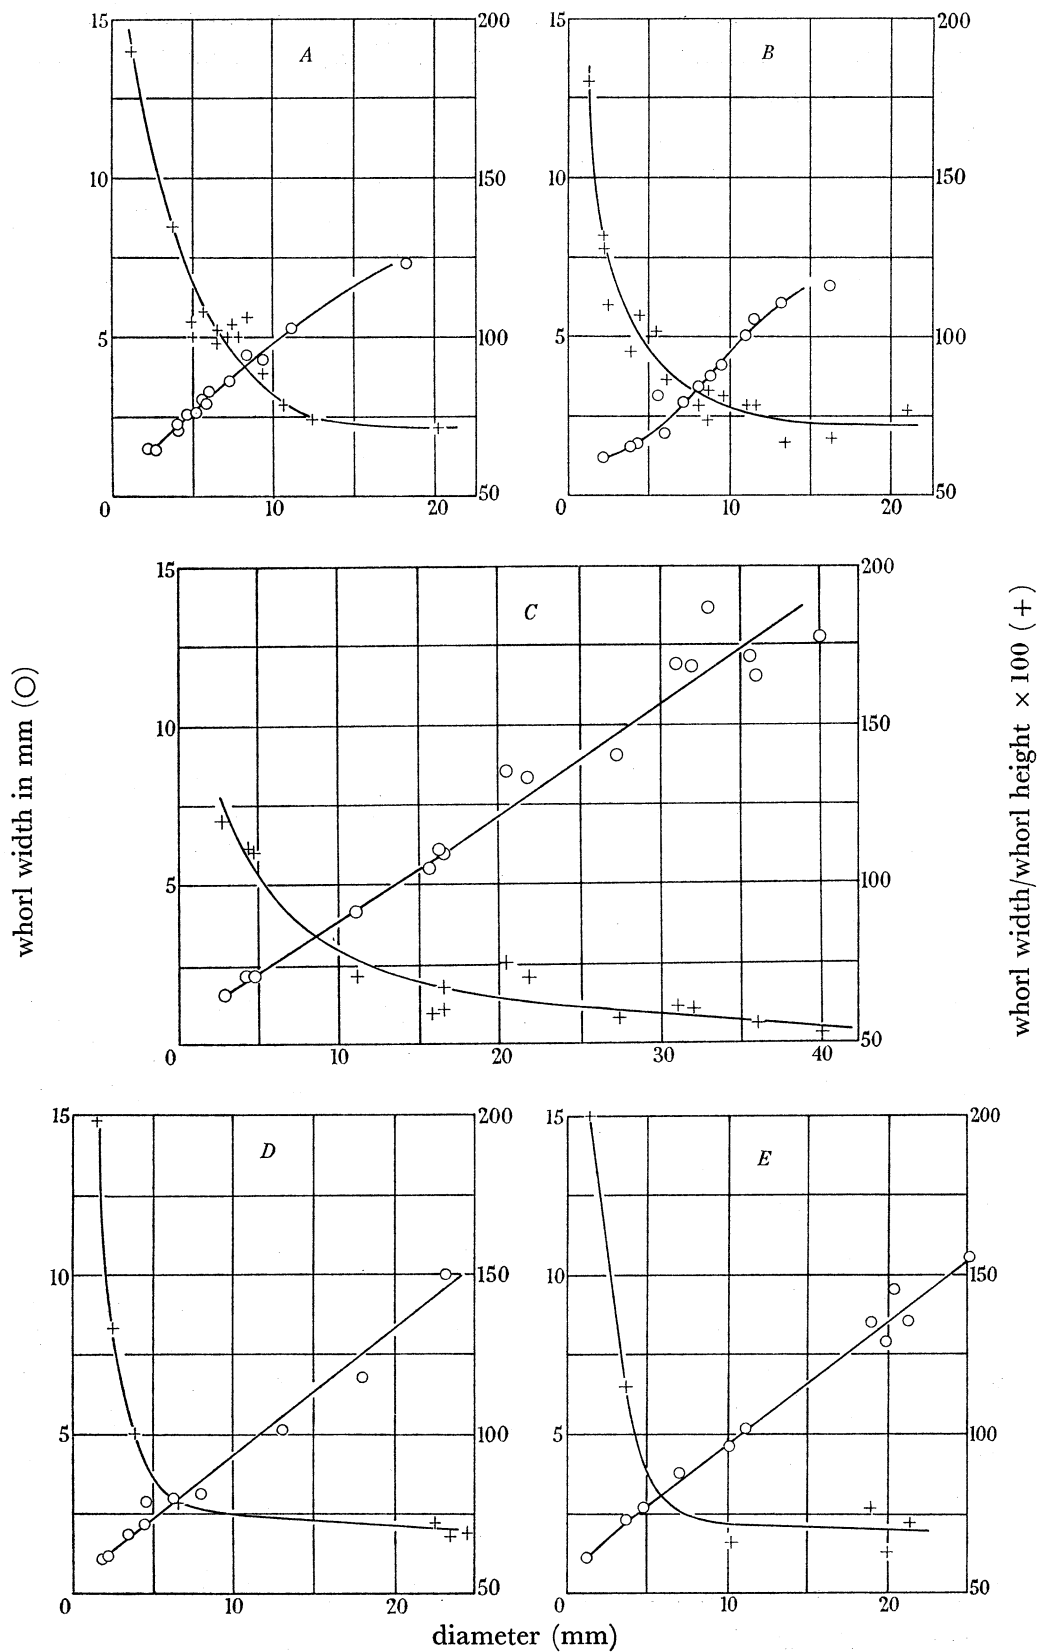 15 200 15 200
A B
10 150 10 150
5 100 5 100
50 50
0 10 20 0 10 20
15 200
C
10 150
5 100
50
0 10 20 30 40
whorl width in mm (○)
whorl width/whorl height × 100 (+)
15 200 15 200
D E
10 150 10 150
5 100 5 100
50 50
0 10 20 0 10 20
diameter (mm)